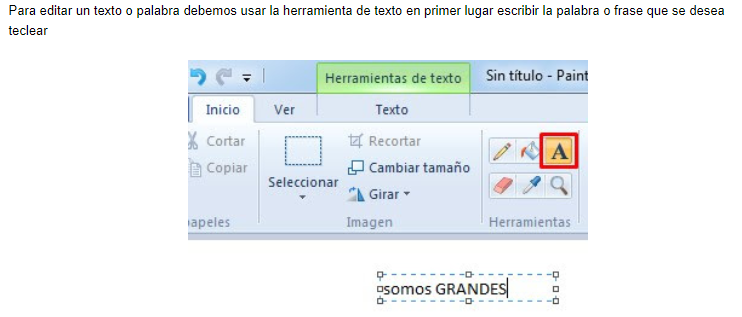 Para editar un texto o palabra debemos usar la herramienta de texto en primer lugar escribir la palabra o frase que se desea
teclear
Herramientas de texto Sin título - Paint
Inicio Ver Texto
Cortar Recortar A
Copiar Cambiar tamaño
Seleccionar Girar
apeles Imagen Herramientas
somos GRANDES